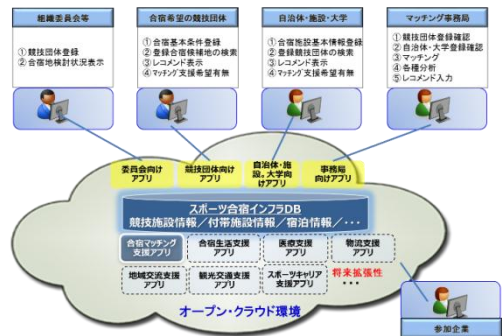 組織委員会等
①競技団体登録
②合宿地検討状況表示
合宿希望の競技団体
①合宿基本条件登録
②登録合宿候補地の検索
③レコメンド表示
④マッチング支援希望有無
自治体・施設・大学
①合宿施設基本情報登録
②登録競技団体の検索
③レコメンド表示
④マッチング支援希望有無
マッチング事務局
①競技団体登録確認
②自治体・大学登録確認
③マッチング
④各種分析
⑤レコメンド入力
委員会向け
アプリ
競技団体向け
アプリ
自治体・施
設。大学向
けアプリ
事務局
向けアプリ
スポーツ合宿インフラDB
競技施設情報／付帯施設情報／宿泊情報／・・・
合宿マッチング
支援アプリ
合宿生活支援
アプリ
医療支援
アプリ
物流支援
アプリ
地域交流支援
アプリ
観光交通支援
アプリ
スポーツキャリア
支援アプリ
将来拡張性
・・・
オープン・クラウド環境
参加企業